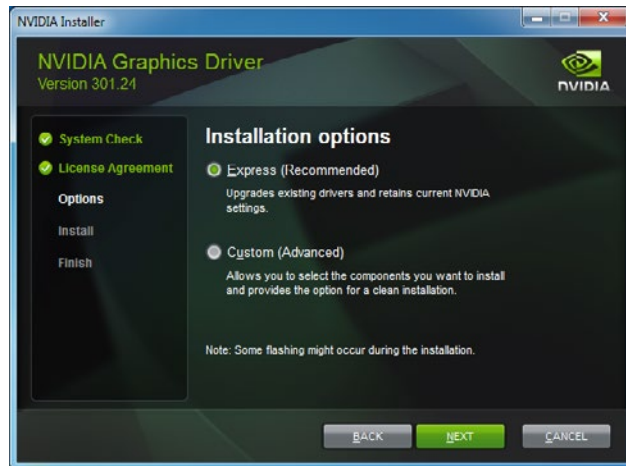 NVIDIA Installer
NVIDIA Graphics Driver
Version 301.24
NVIDIA
System Check
License Agreement
Options
Install
Finish
Installation options
Express (Recommended)
Upgrades existing drivers and retains current NVIDIA
settings.
Custom (Advanced)
Allows you to select the components you want to install
and provides the option for a clean installation.
Note: Some flashing might occur during the installation.
BACK
NEXT
CANCEL